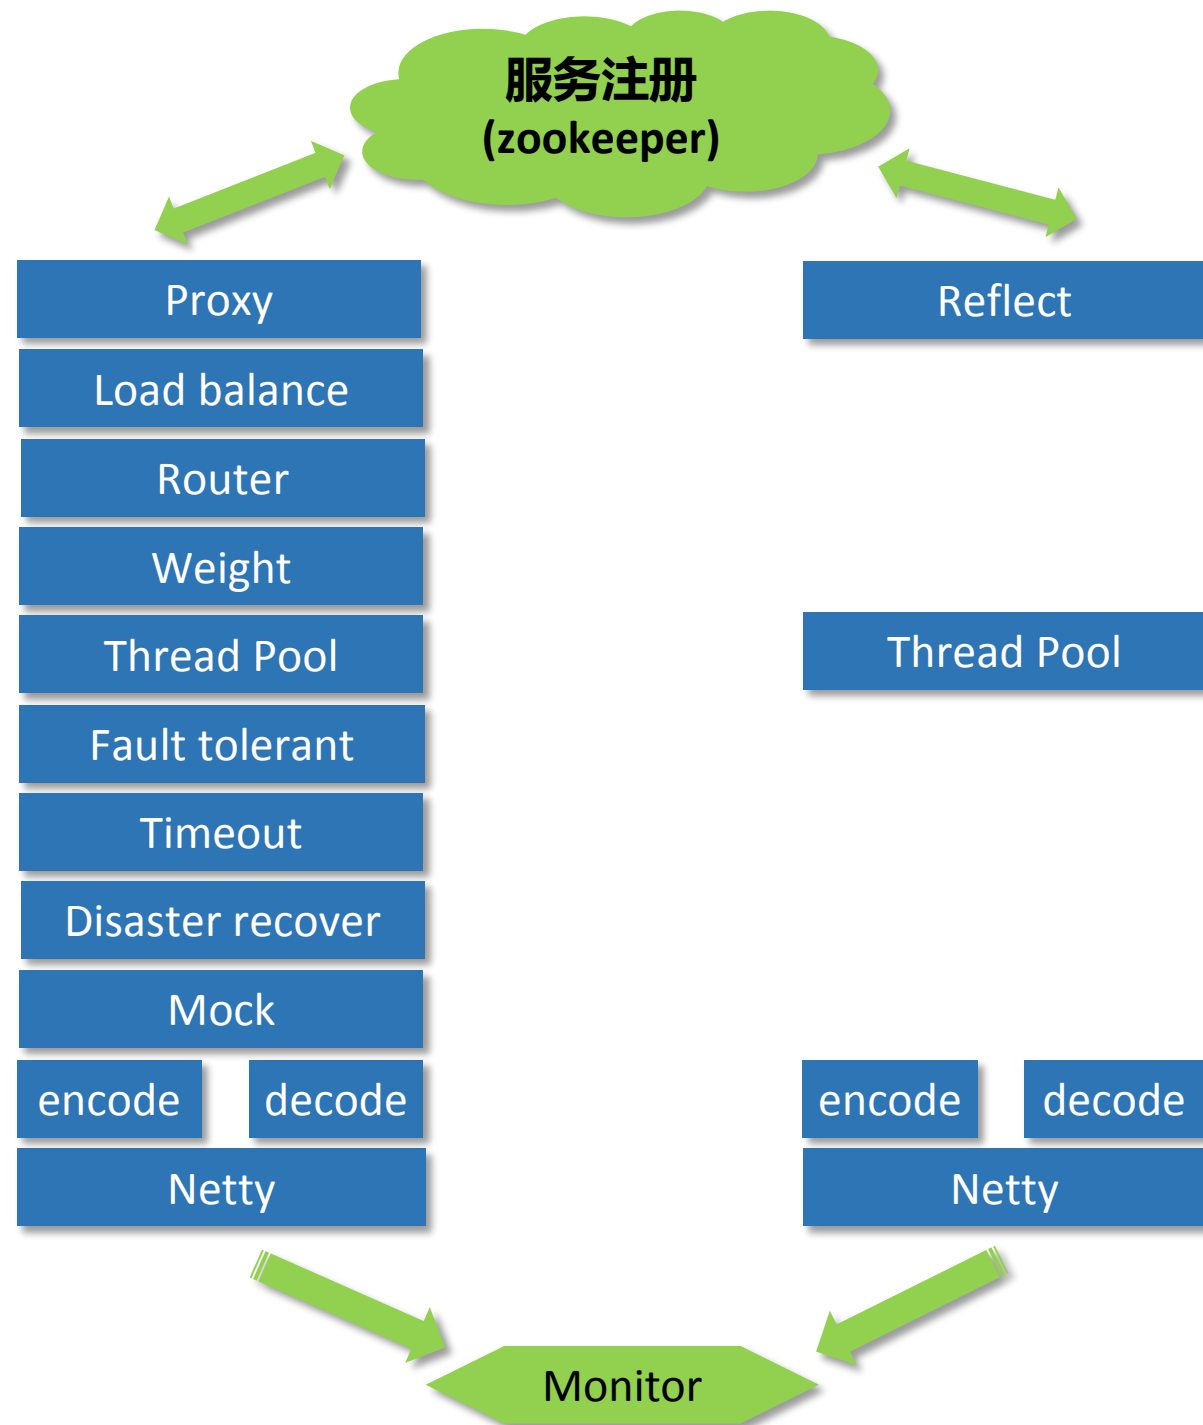 服务注册
(zookeeper)
Proxy
Reflect
Load balance
Router
Weight
Thread Pool
Thread Pool
Fault tolerant
Timeout
Disaster recover
Mock
encode
decode
encode
decode
Netty
Netty
Monitor